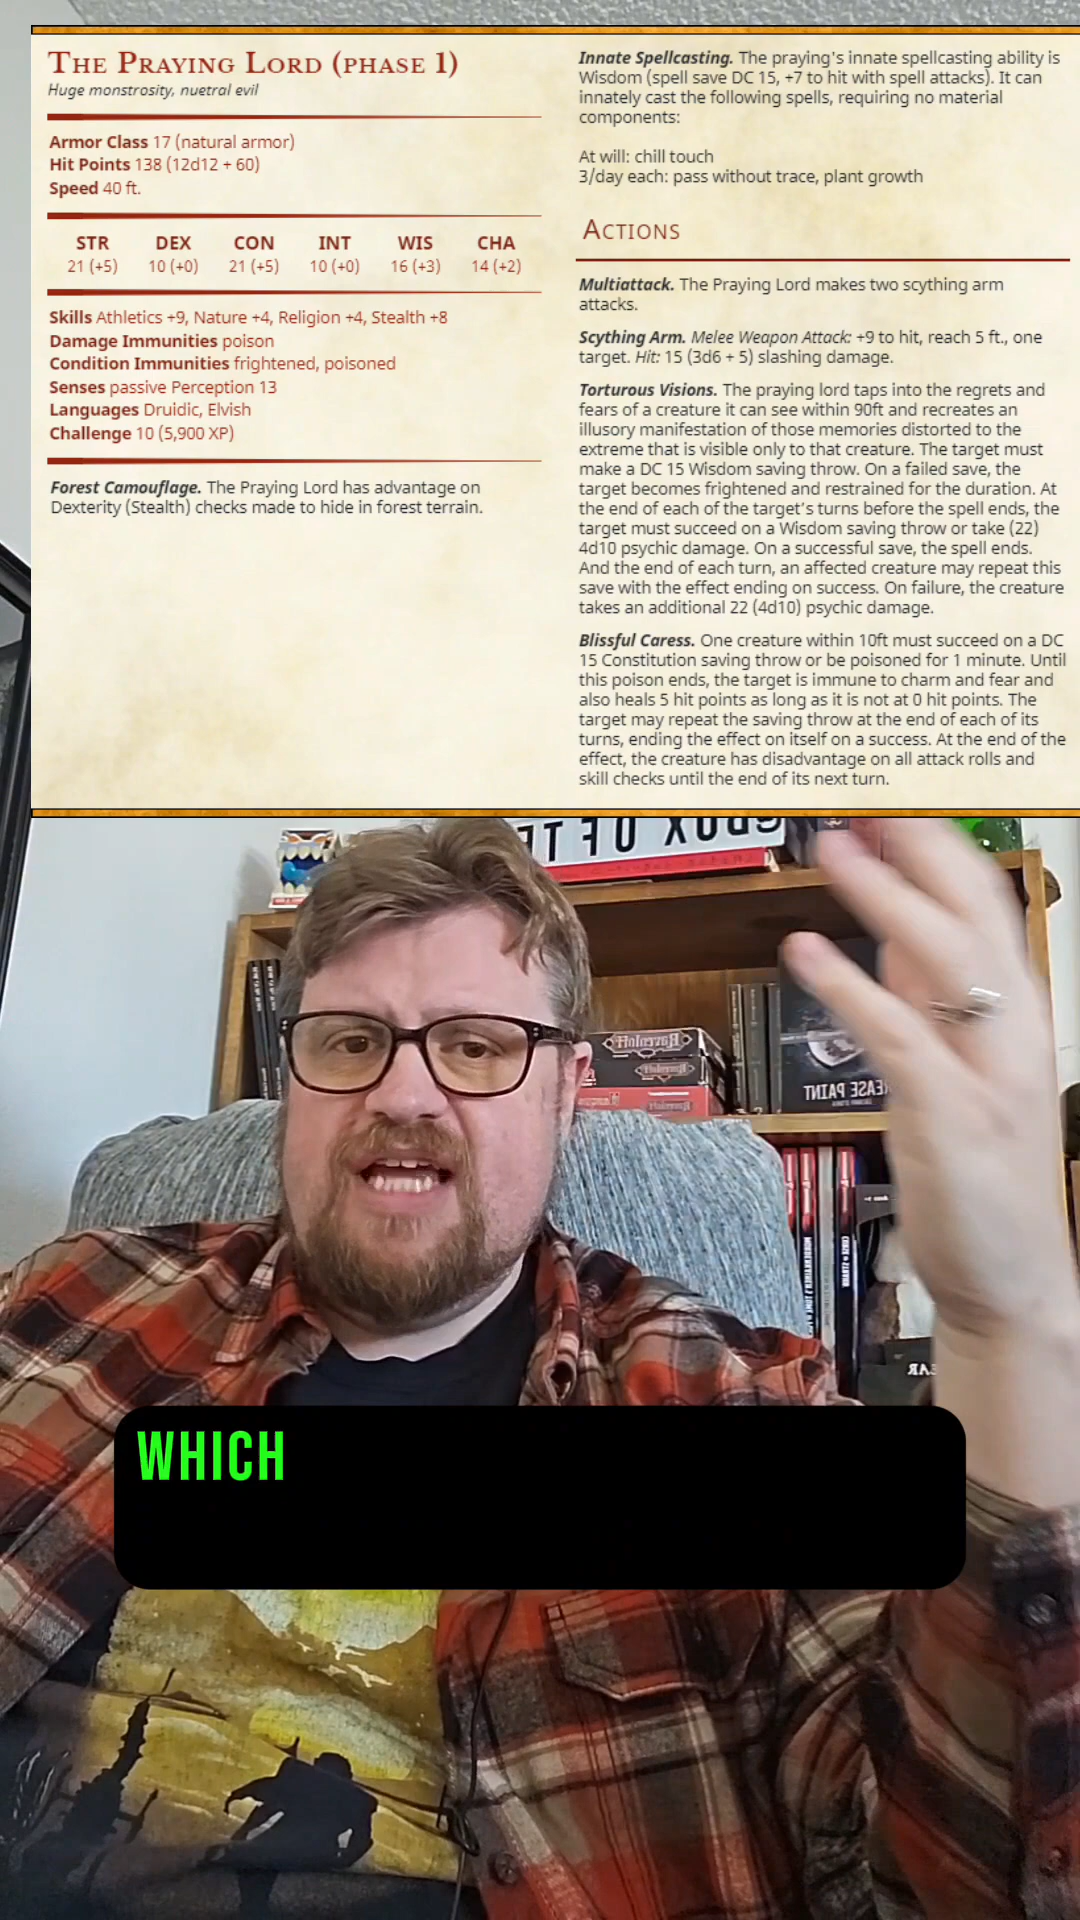 THE PRAYING LORD (PHASE 1)
Huge monstrosity, nuetral evil
Armor Class 17 (natural armor)
Hit Points 138 (12d12 + 60)
Speed 40 ft.
STR DEX CON INT WIS CHA
21 (+5) 10 (+0) 21 (+5) 10 (+0) 16 (+3) 14 (+2)
Skills Athletics +9, Nature +4, Religion +4, Stealth +8
Damage Immunities poison
Condition Immunities frightened, poisoned
Senses passive Perception 13
Languages Druidic, Elvish
Challenge 10 (5,900 XP)
Forest Camouflage. The Praying Lord has advantage on
Dexterity (Stealth) checks made to hide in forest terrain.
Innate Spellcasting. The praying's innate spellcasting ability is
Wisdom (spell save DC 15, +7 to hit with spell attacks). It can
innately cast the following spells, requiring no material
components:
At will: chill touch
3/day each: pass without trace, plant growth
ACTIONS
Multiattack. The Praying Lord makes two scything arm
attacks.
Scything Arm. Melee Weapon Attack: +9 to hit, reach 5 ft., one
target. Hit: 15 (3d6 + 5) slashing damage.
Torturous Visions. The praying lord taps into the regrets and
fears of a creature it can see within 90ft and recreates an
illusory manifestation of those memories distorted to the
extreme that is visible only to that creature. The target must
make a DC 15 Wisdom saving throw. On a failed save, the
target becomes frightened and restrained for the duration. At
the end of each of the target's turns before the spell ends, the
target must succeed on a Wisdom saving throw or take (22)
4d10 psychic damage. On a successful save, the spell ends.
And the end of each turn, an affected creature may repeat this
save with the effect ending on success. On failure, the creature
takes an additional 22 (4d10) psychic damage.
Blissful Caress. One creature within 10ft must succeed on a DC
15 Constitution saving throw or be poisoned for 1 minute. Until
this poison ends, the target is immune to charm and fear and
also heals 5 hit points as long as it is not at 0 hit points. The
target may repeat the saving throw at the end of each of its
turns, ending the effect on itself on a success. At the end of the
effect, the creature has disadvantage on all attack rolls and
skill checks until the end of its next turn.
OF
Ravenloft
Ravenloft
Ravenloft
EASE PAINT
WHICH